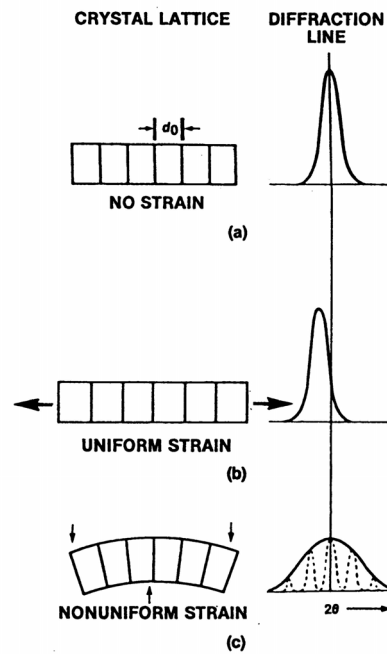 CRYSTAL LATTICE
DIFFRACTION
LINE
d0
NO STRAIN
(a)
UNIFORM STRAIN
(b)
NONUNIFORM STRAIN
2θ
(c)